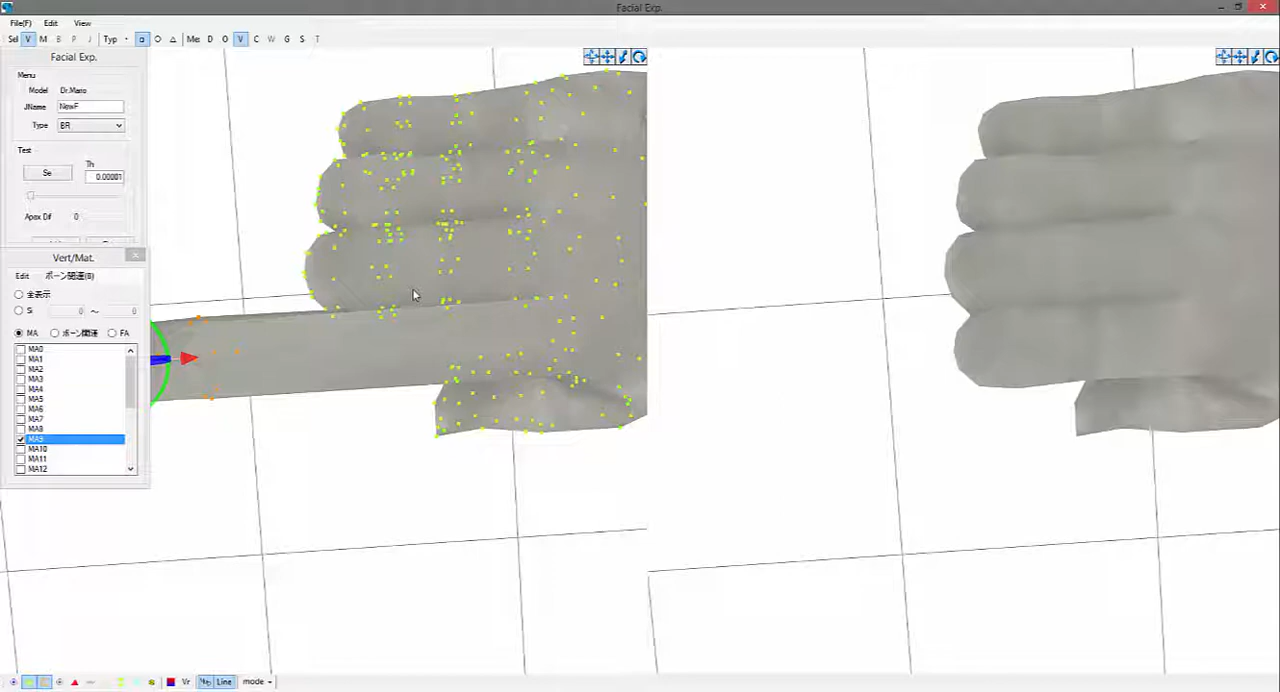 Facial Exp.
File(F) Edit View
Sel V M B P J Typ Me: D O V C W G S T
Facial Exp.
Menu
Model Dr.Mario
JName NewF
Type BR
Test
Se
Th
0.00001
Apex Dif 0
Vert/Mat.
Edit ボーン関連(B)
全表示
Si 0 ～ 0
MA ボーン関連 FA
MA0
MA1
MA2
MA3
MA4
MA5
MA6
MA7
MA8
MA9
MA10
MA11
MA12
Vr Line mode